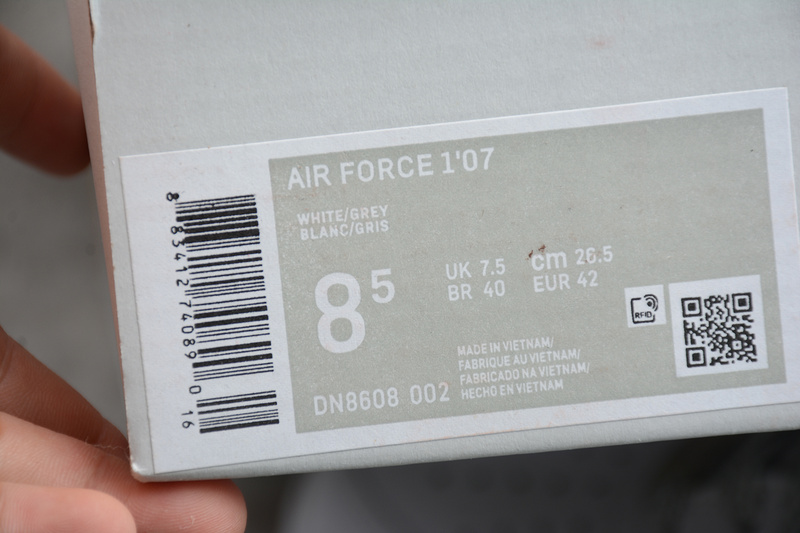 AIR FORCE 1'07
WHITE/GREY
BLANC/GRIS
8 5
UK 7.5 cm 26.5
BR 40 EUR 42
RFID
MADE IN VIETNAM/
FABRIQUE AU VIETNAM/
FABRICADO NA VIETNAM/
HECHO EN VIETNAM
DN8608 002
8 83412 74089 0 16